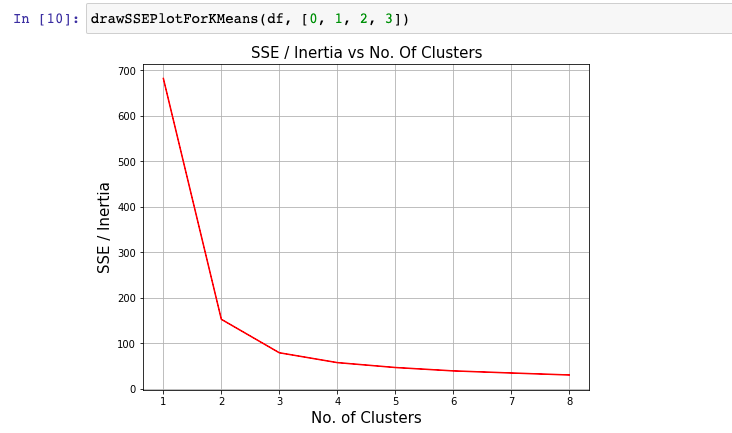 In [10]: drawSSEPlotForKMeans(df, [0, 1, 2, 3])
SSE / Inertia vs No. Of Clusters
700
600
500
400
300
200
100
0
SSE / Inertia
1 2 3 4 5 6 7 8
No. of Clusters